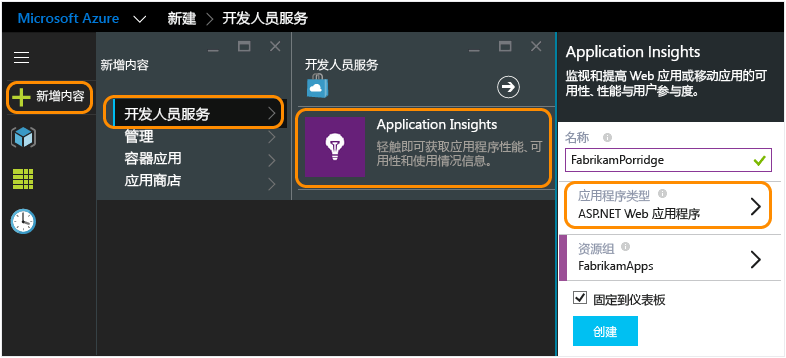 Microsoft Azure 新建 开发人员服务
新增内容
新增内容
开发人员服务
管理
容器应用
应用商店
开发人员服务
Application Insights
轻触即可获取应用程序性能、可
用性和使用情况信息。
Application Insights
监视和提高 Web 应用或移动应用的可
用性、性能与用户参与度。
名称
FabrikamPorridge
应用程序类型
ASP.NET Web 应用程序
资源组
FabrikamApps
固定到仪表板
创建